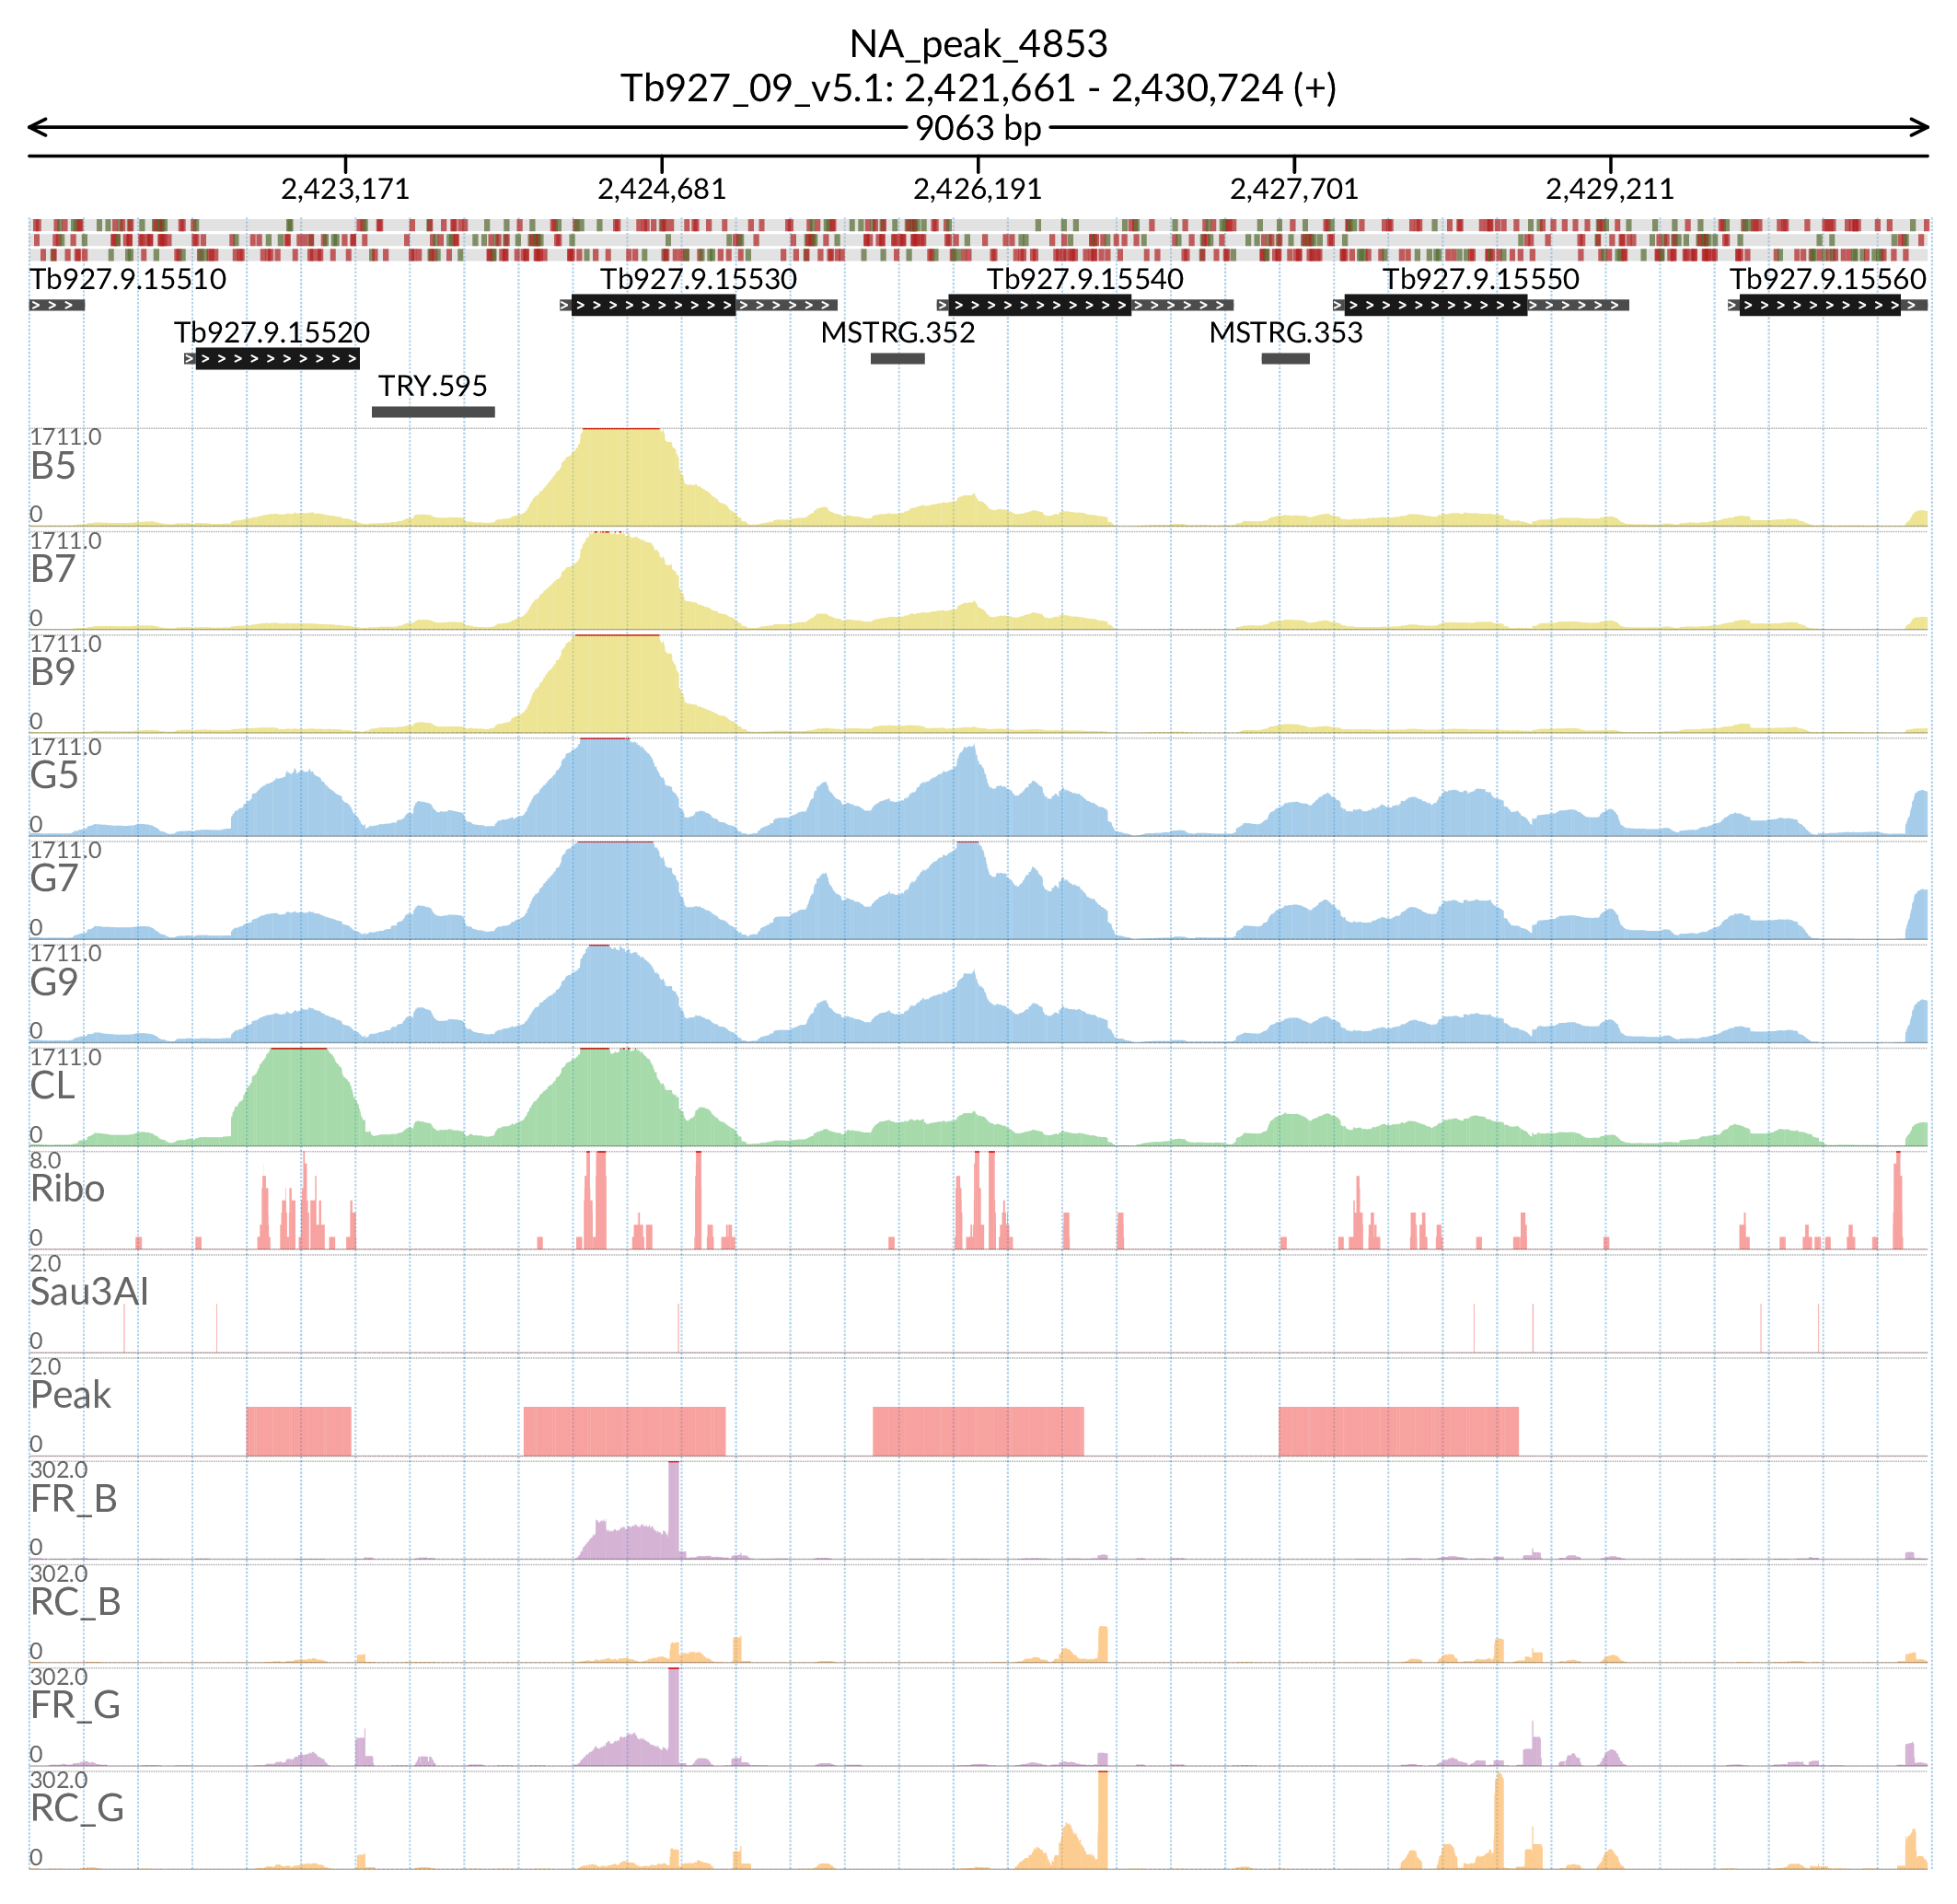 NA_peak_4853
Tb927_09_v5.1: 2,421,661 - 2,430,724 (+)
9063 bp
2,423,171 2,424,681 2,426,191 2,427,701 2,429,211
Tb927.9.15510 Tb927.9.15530 Tb927.9.15540 Tb927.9.15550 Tb927.9.15560
Tb927.9.15520 MSTRG.352 MSTRG.353
TRY.595
1711.0
B5
0
1711.0
B7
0
1711.0
B9
0
1711.0
G5
0
1711.0
G7
0
1711.0
G9
0
1711.0
CL
0
8.0
Ribo
0
2.0
Sau3AI
0
2.0
Peak
0
302.0
FR_B
0
302.0
RC_B
0
302.0
FR_G
0
302.0
RC_G
0